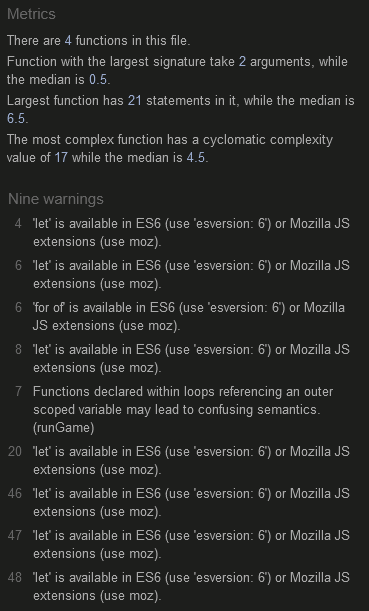 Metrics
There are 4 functions in this file.
Function with the largest signature take 2 arguments, while
the median is 0.5.
Largest function has 21 statements in it, while the median is
6.5.
The most complex function has a cyclomatic complexity
value of 17 while the median is 4.5.
Nine warnings
4 'let' is available in ES6 (use 'esversion: 6') or Mozilla JS
extensions (use moz).
6 'let' is available in ES6 (use 'esversion: 6') or Mozilla JS
extensions (use moz).
6 'for of' is available in ES6 (use 'esversion: 6') or Mozilla
JS extensions (use moz).
8 'let' is available in ES6 (use 'esversion: 6') or Mozilla JS
extensions (use moz).
7 Functions declared within loops referencing an outer
scoped variable may lead to confusing semantics.
(runGame)
20 'let' is available in ES6 (use 'esversion: 6') or Mozilla JS
extensions (use moz).
46 'let' is available in ES6 (use 'esversion: 6') or Mozilla JS
extensions (use moz).
47 'let' is available in ES6 (use 'esversion: 6') or Mozilla JS
extensions (use moz).
48 'let' is available in ES6 (use 'esversion: 6') or Mozilla JS
extensions (use moz).